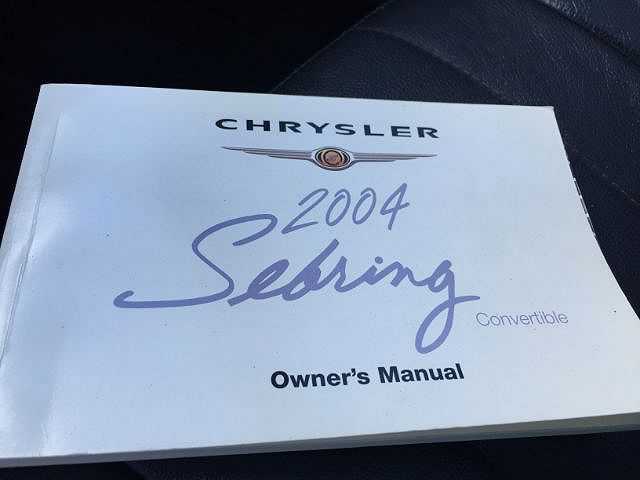 CHRYSLER
2004
Sebring
Convertible
Owner's Manual